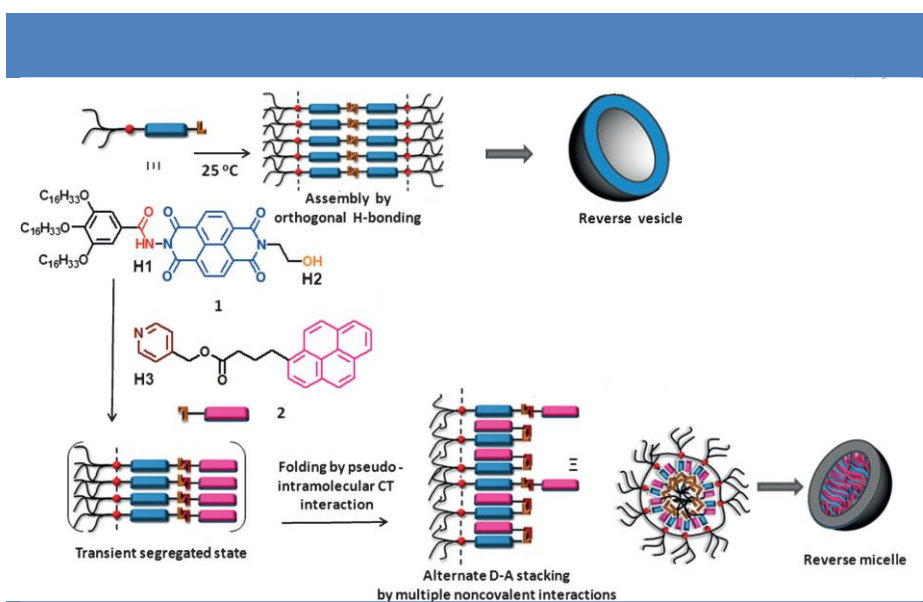 25 °C
Assembly by
orthogonal H-bonding
Reverse vesicle
C16H33O
C16H33O
C16H33O
O
HN
N
O
O
O
O
N
OH
H1
H2
1
N
O
O
H3
2
Transient segregated state
Folding by pseudo-
intramolecular CT
interaction
Alternate D-A stacking
by multiple noncovalent interactions
Reverse micelle